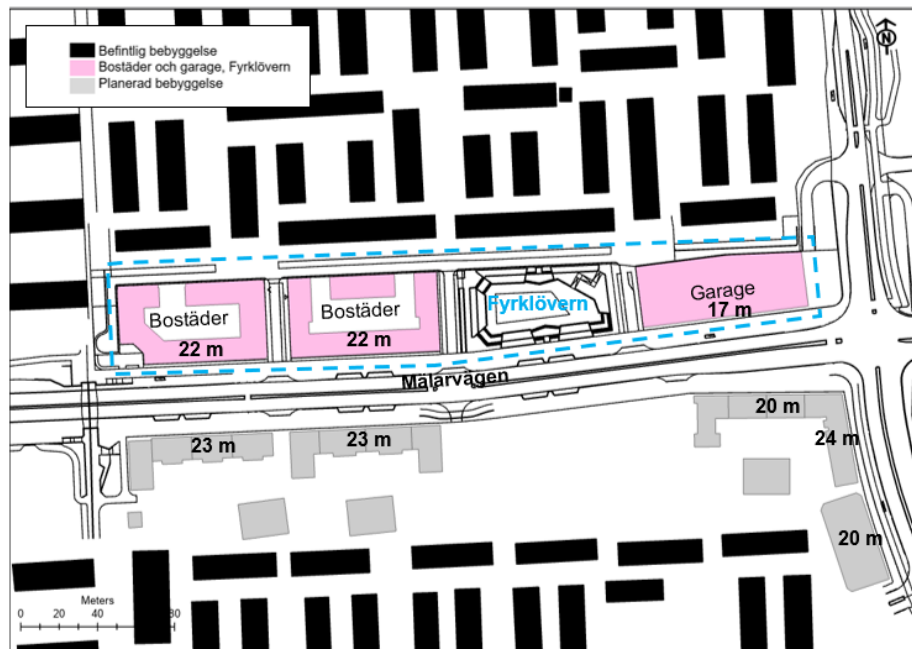 Befintlig bebyggelse
Bostäder och garage, Fyrklövern
Planerad bebyggelse
N
Bostäder
22 m
Bostäder
22 m
Fyrklövern
Garage
17 m
Mälarvägen
23 m
23 m
20 m
24 m
20 m
Meters
0 20 40 80